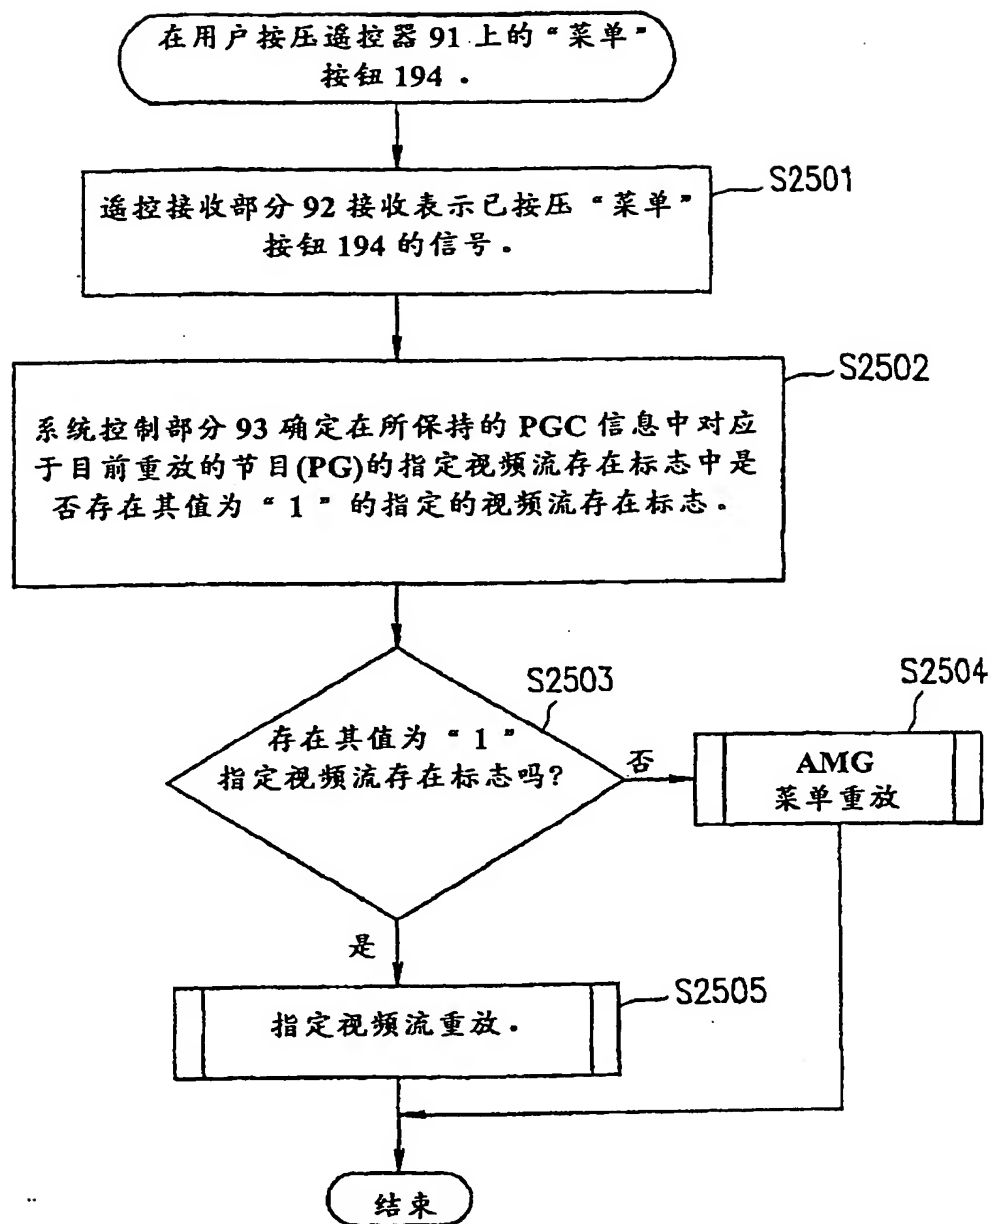 在用户按压遥控器 91 上的“菜单”
按钮 194 。
S2501
遥控接收部分 92 接收表示已按压“菜单”
按钮 194 的信号。
S2502
系统控制部分 93 确定在所保持的 PGC 信息中对应
于目前重放的节目(PG)的指定视频流存在标志中是
否存在其值为“1”的指定的视频流存在标志。
S2503
存在其值为“1”
指定视频流存在标志吗?
否
S2504
AMG
菜单重放
是
S2505
指定视频流重放。
结束